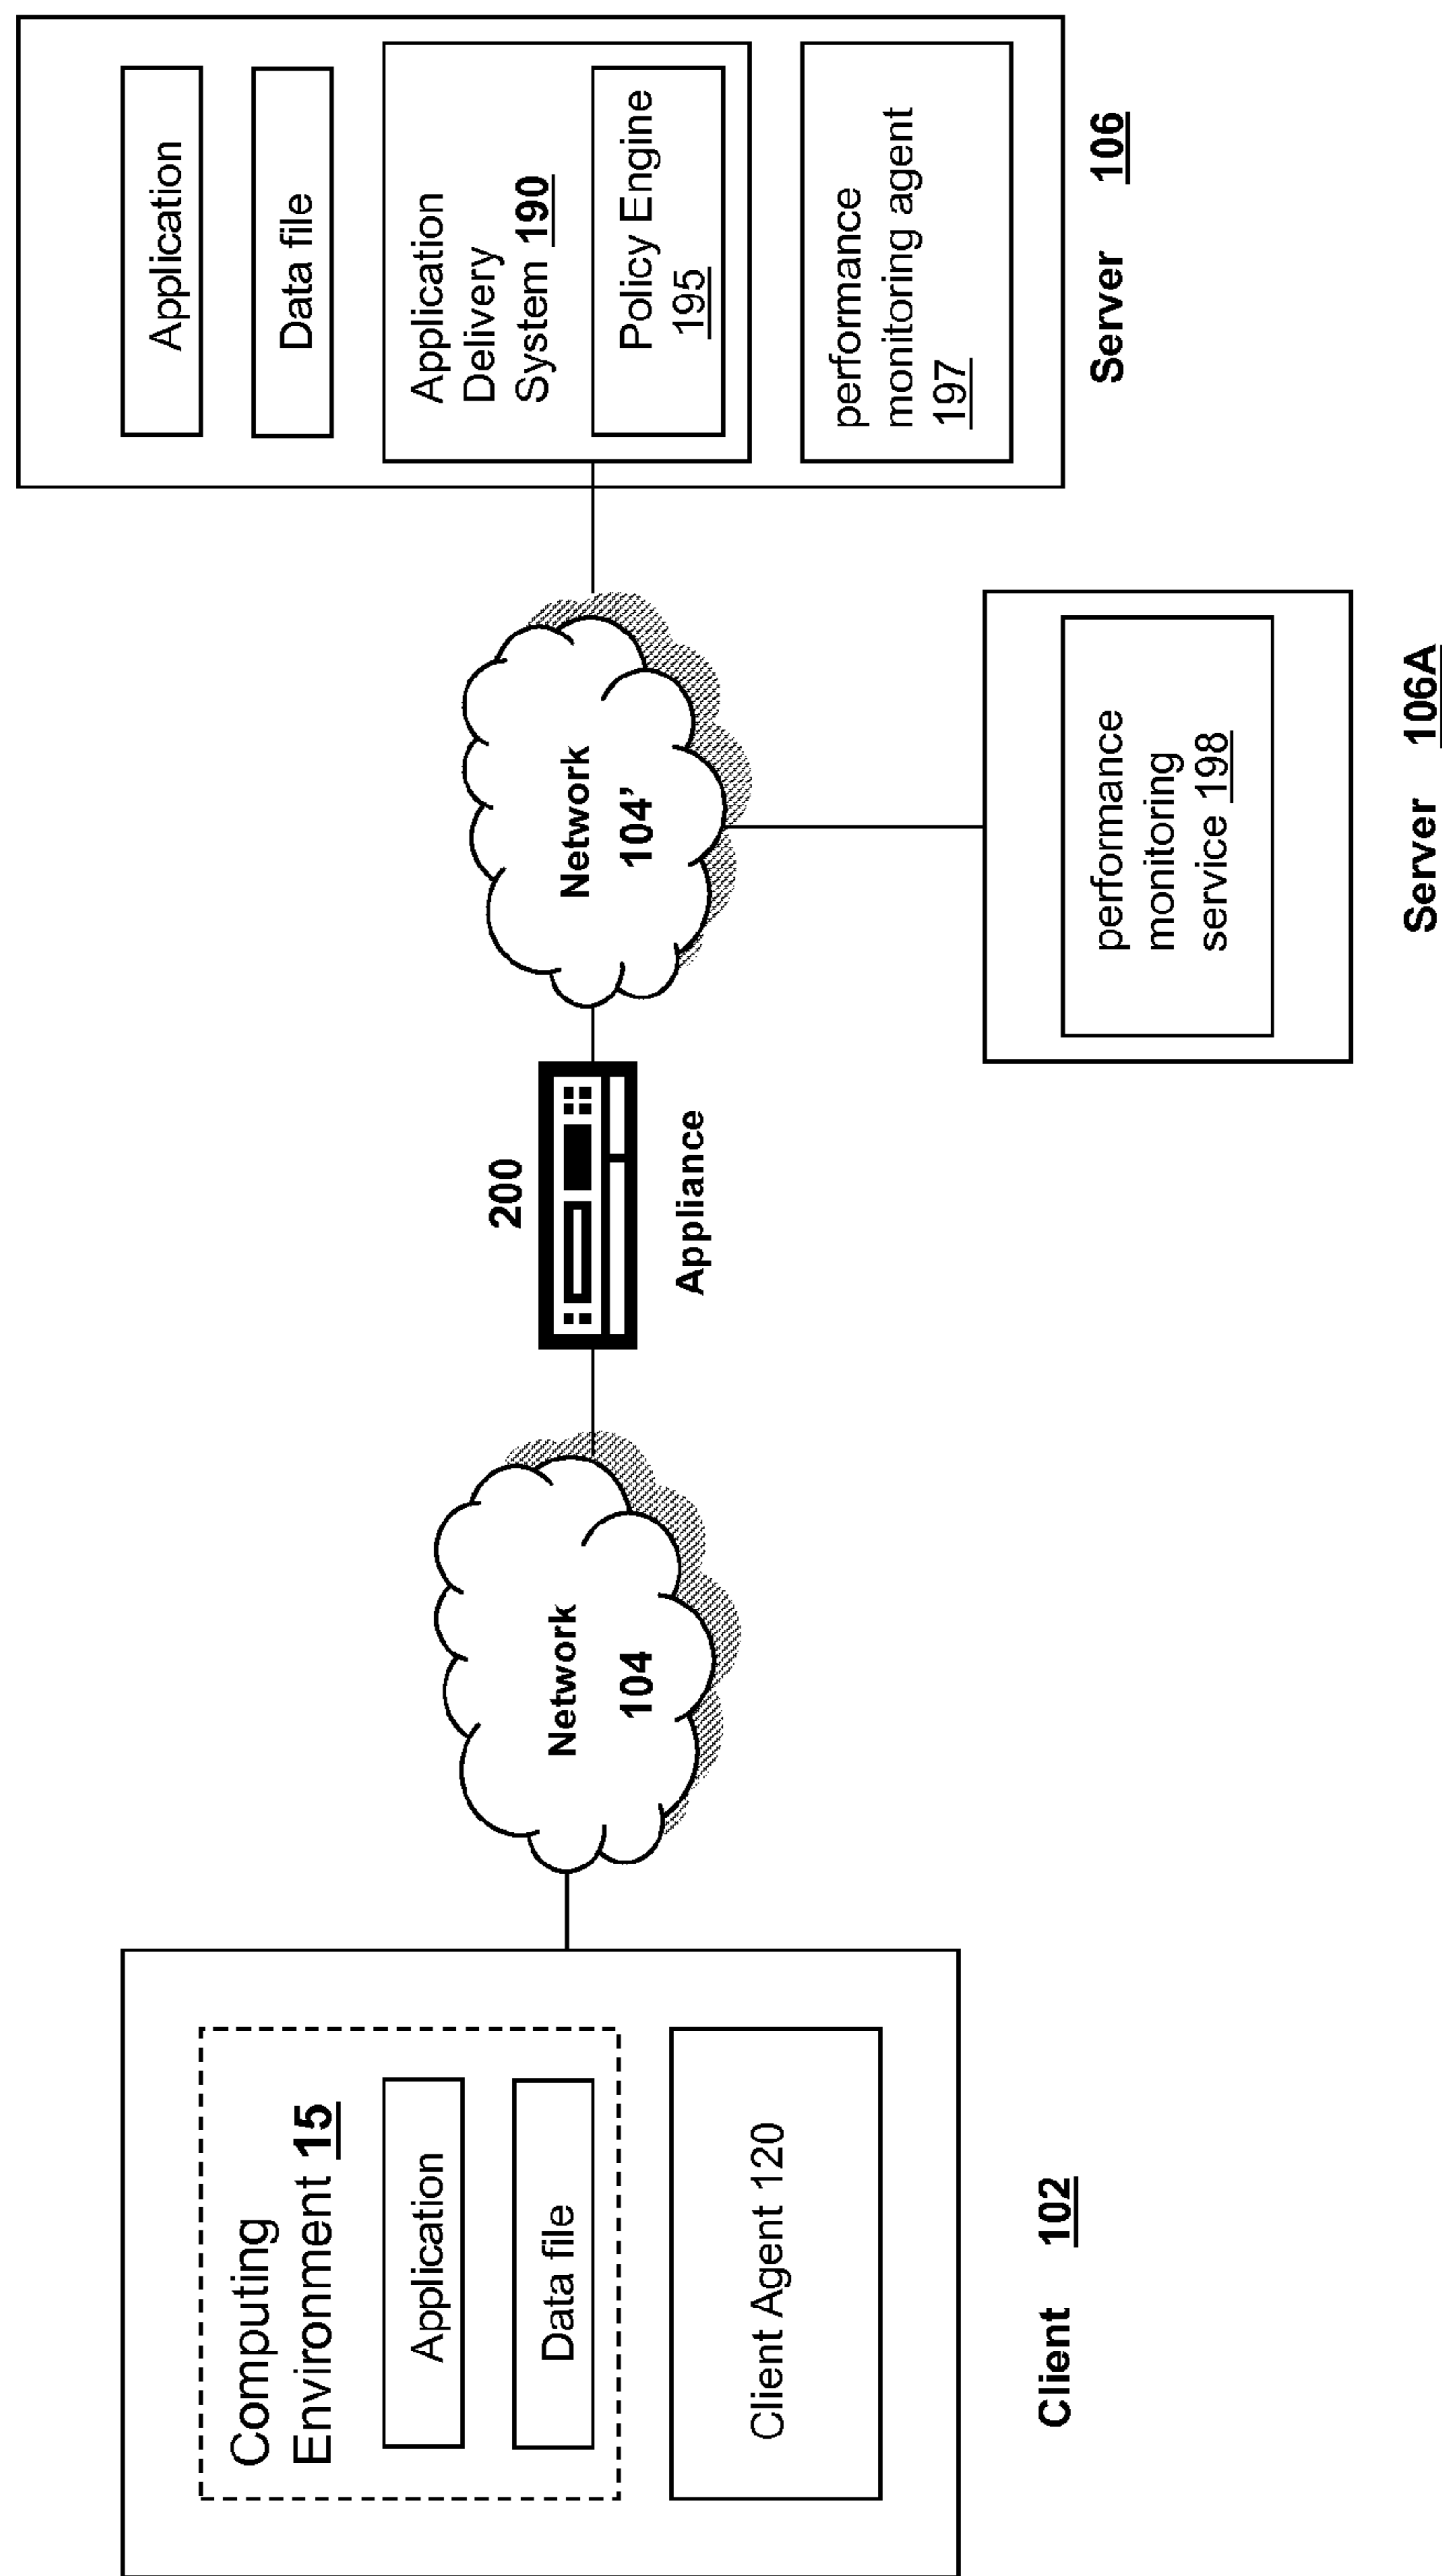 Computing
Environment 15
Application
Data file
Client Agent 120
Client 102
Network
104
200
Appliance
Network
104’
performance
monitoring
service 198
Server 106A
Application
Data file
Application
Delivery
System 190
Policy Engine
195
performance
monitoring agent
197
Server 106